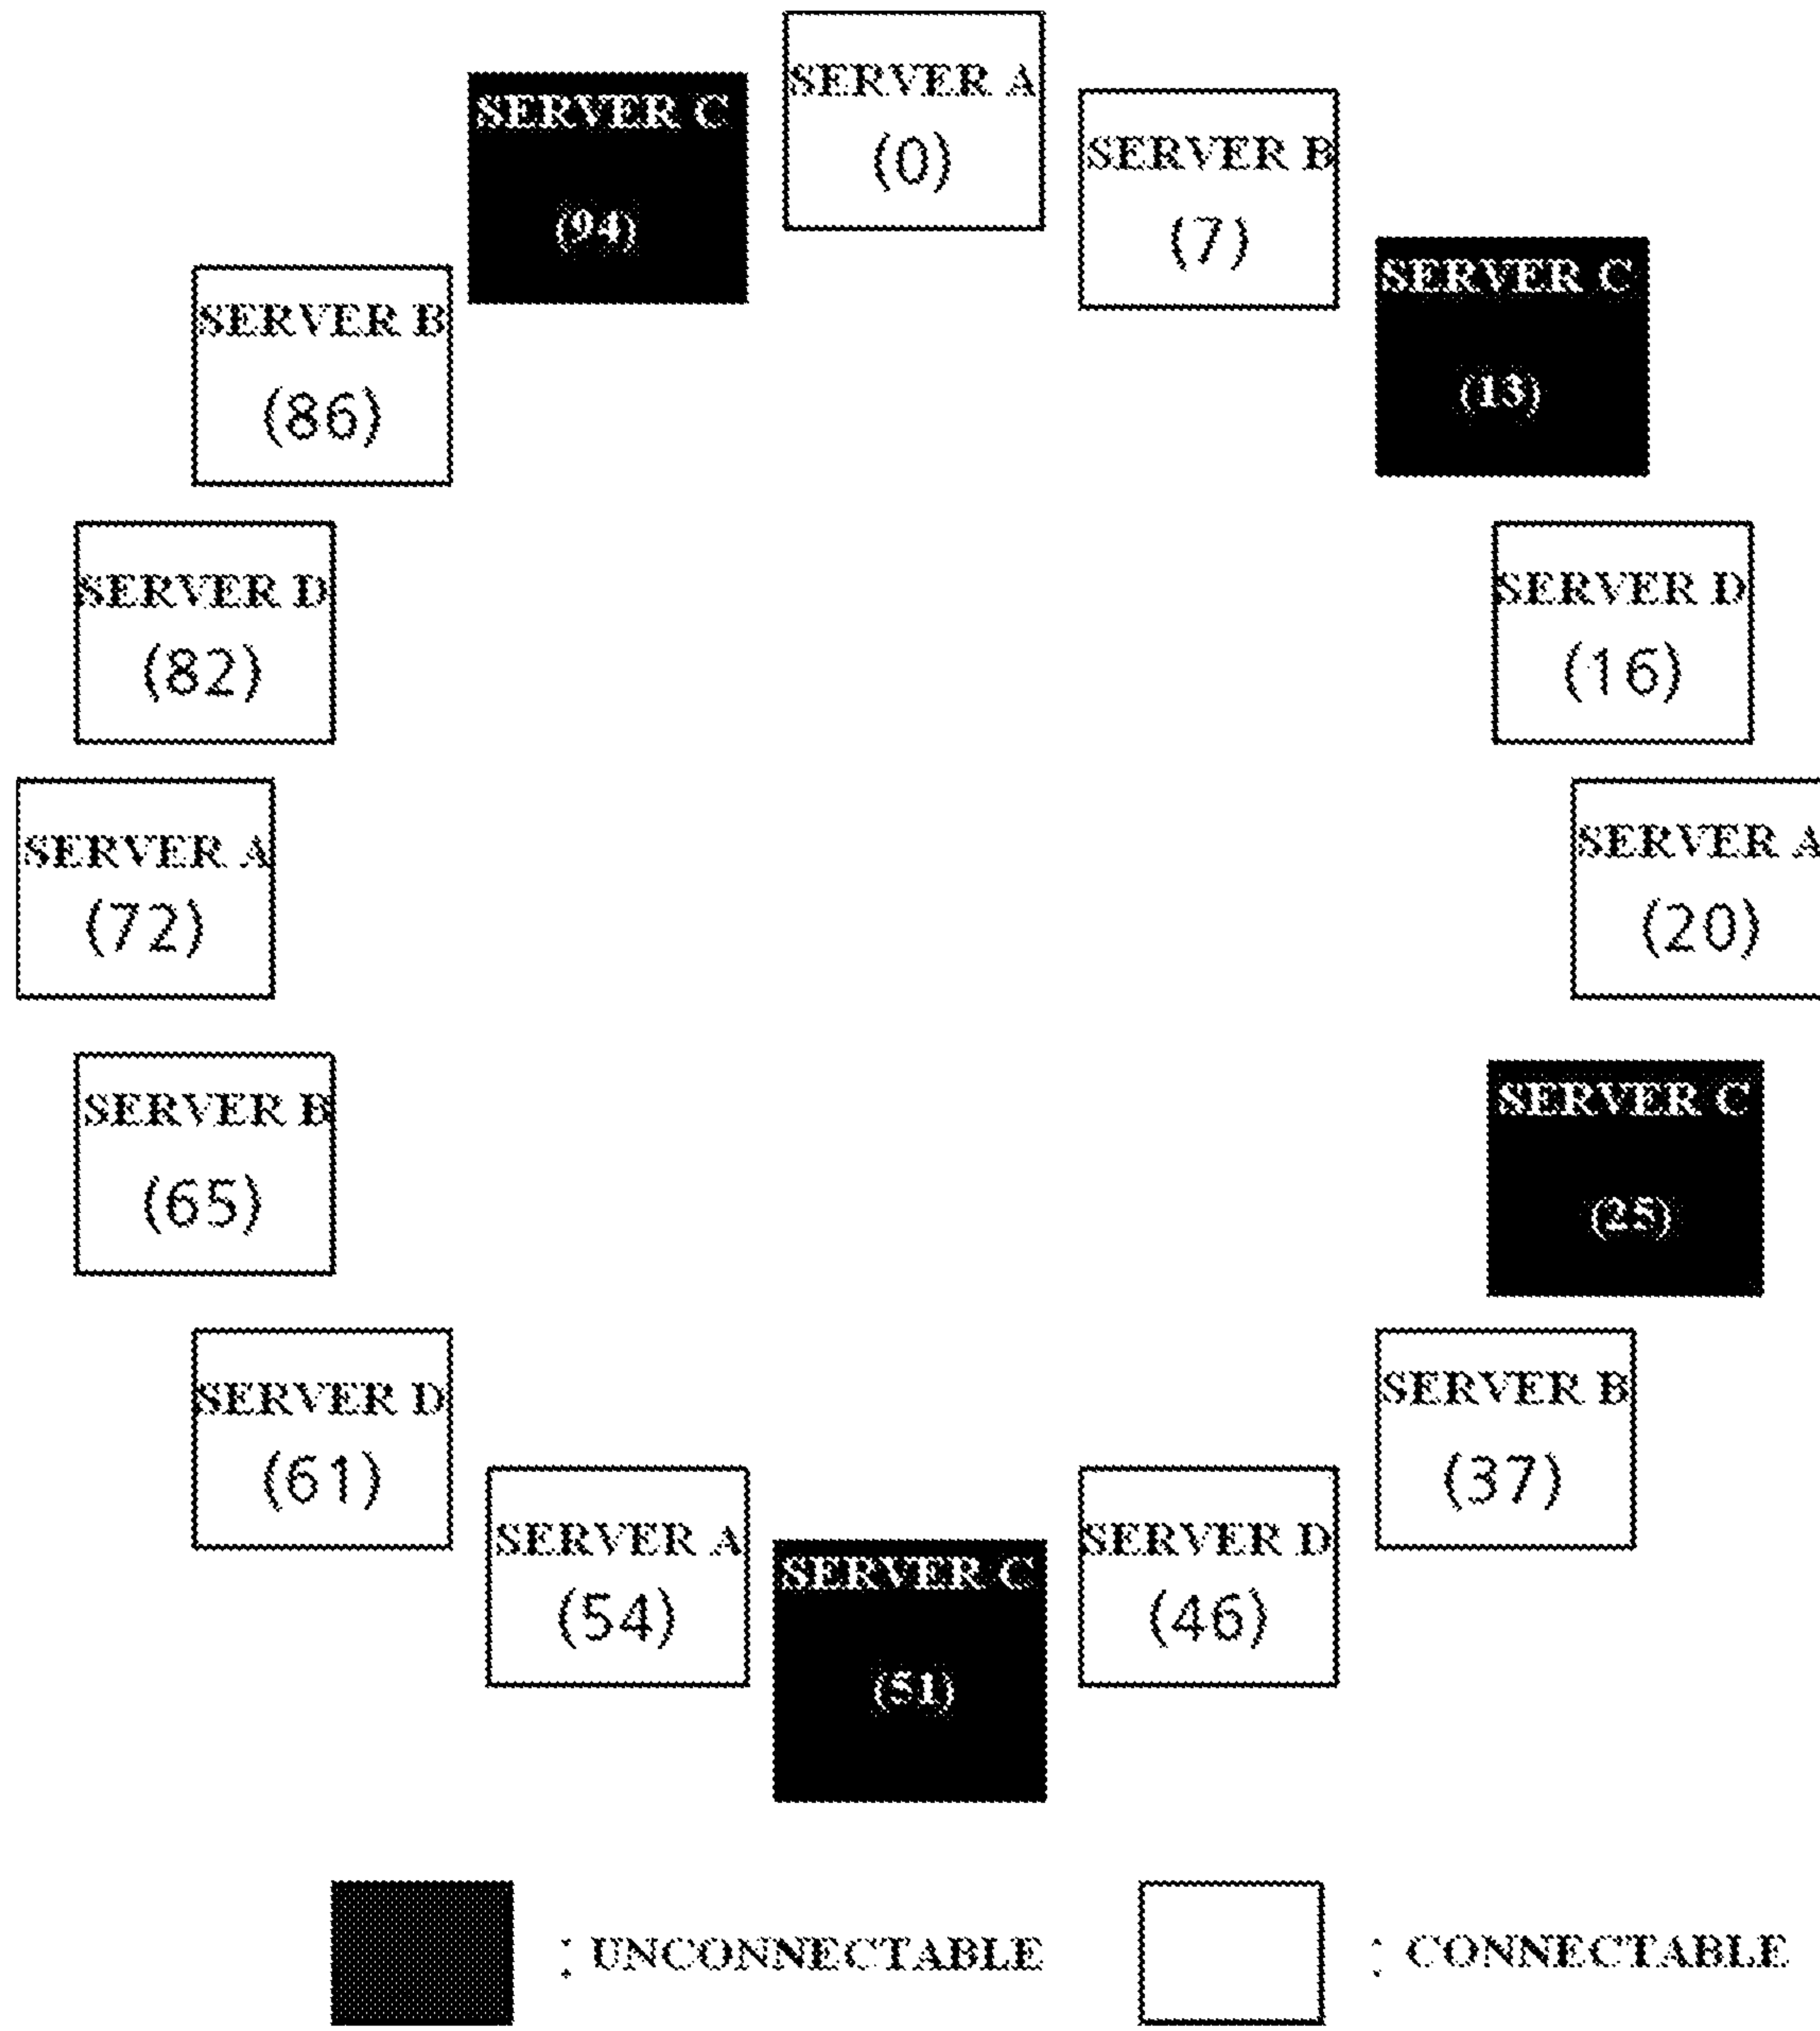 SERVER A
(0)
SERVER B
(7)
SERVER C
(13)
SERVER D
(16)
SERVER A
(20)
SERVER C
(25)
SERVER B
(37)
SERVER D
(46)
SERVER C
(51)
SERVER A
(54)
SERVER D
(61)
SERVER B
(65)
SERVER A
(72)
SERVER D
(82)
SERVER B
(86)
SERVER C
(94)
: UNCONNECTABLE
: CONNECTABLE